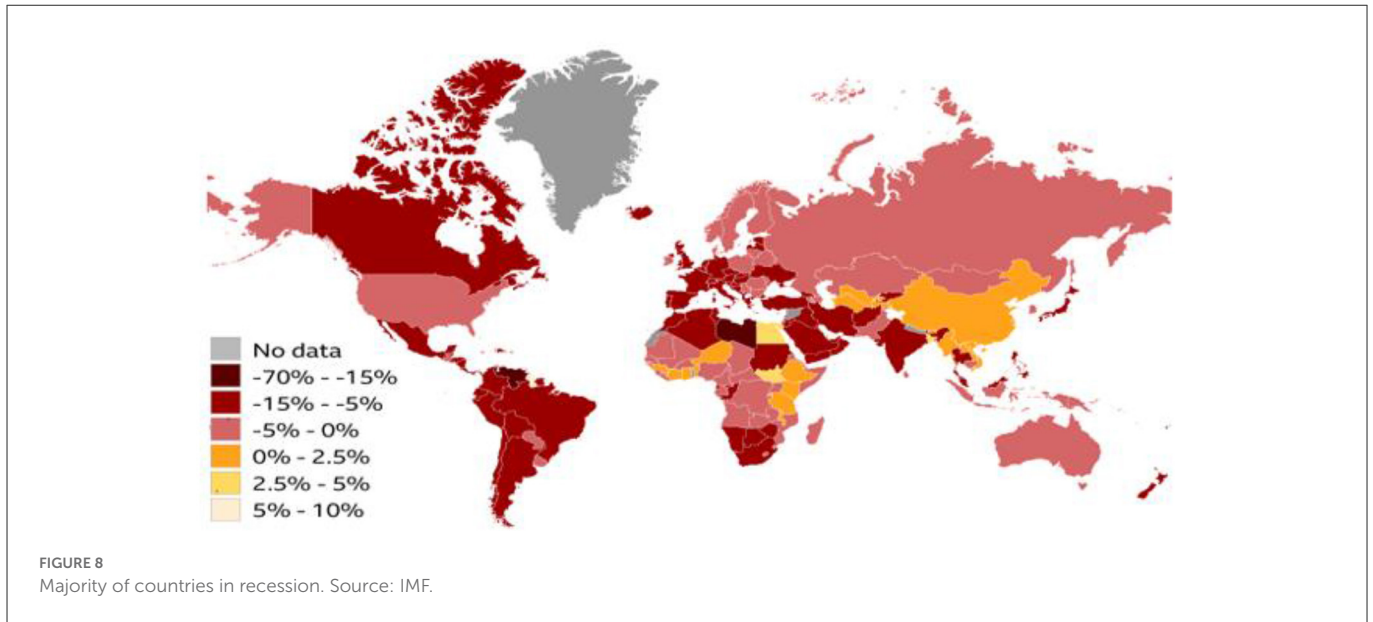 No data
-70% - -15%
-15% - -5%
-5% - 0%
0% - 2.5%
2.5% - 5%
5% - 10%
FIGURE 8
Majority of countries in recession. Source: IMF.